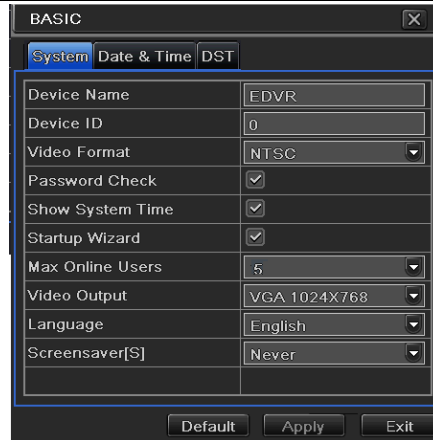 BASIC
System Date & Time DST
Device Name EDVR
Device ID 0
Video Format NTSC
Password Check
Show System Time
Startup Wizard
Max Online Users 5
Video Output VGA 1024X768
Language English
Screensaver[S] Never
Default Apply Exit